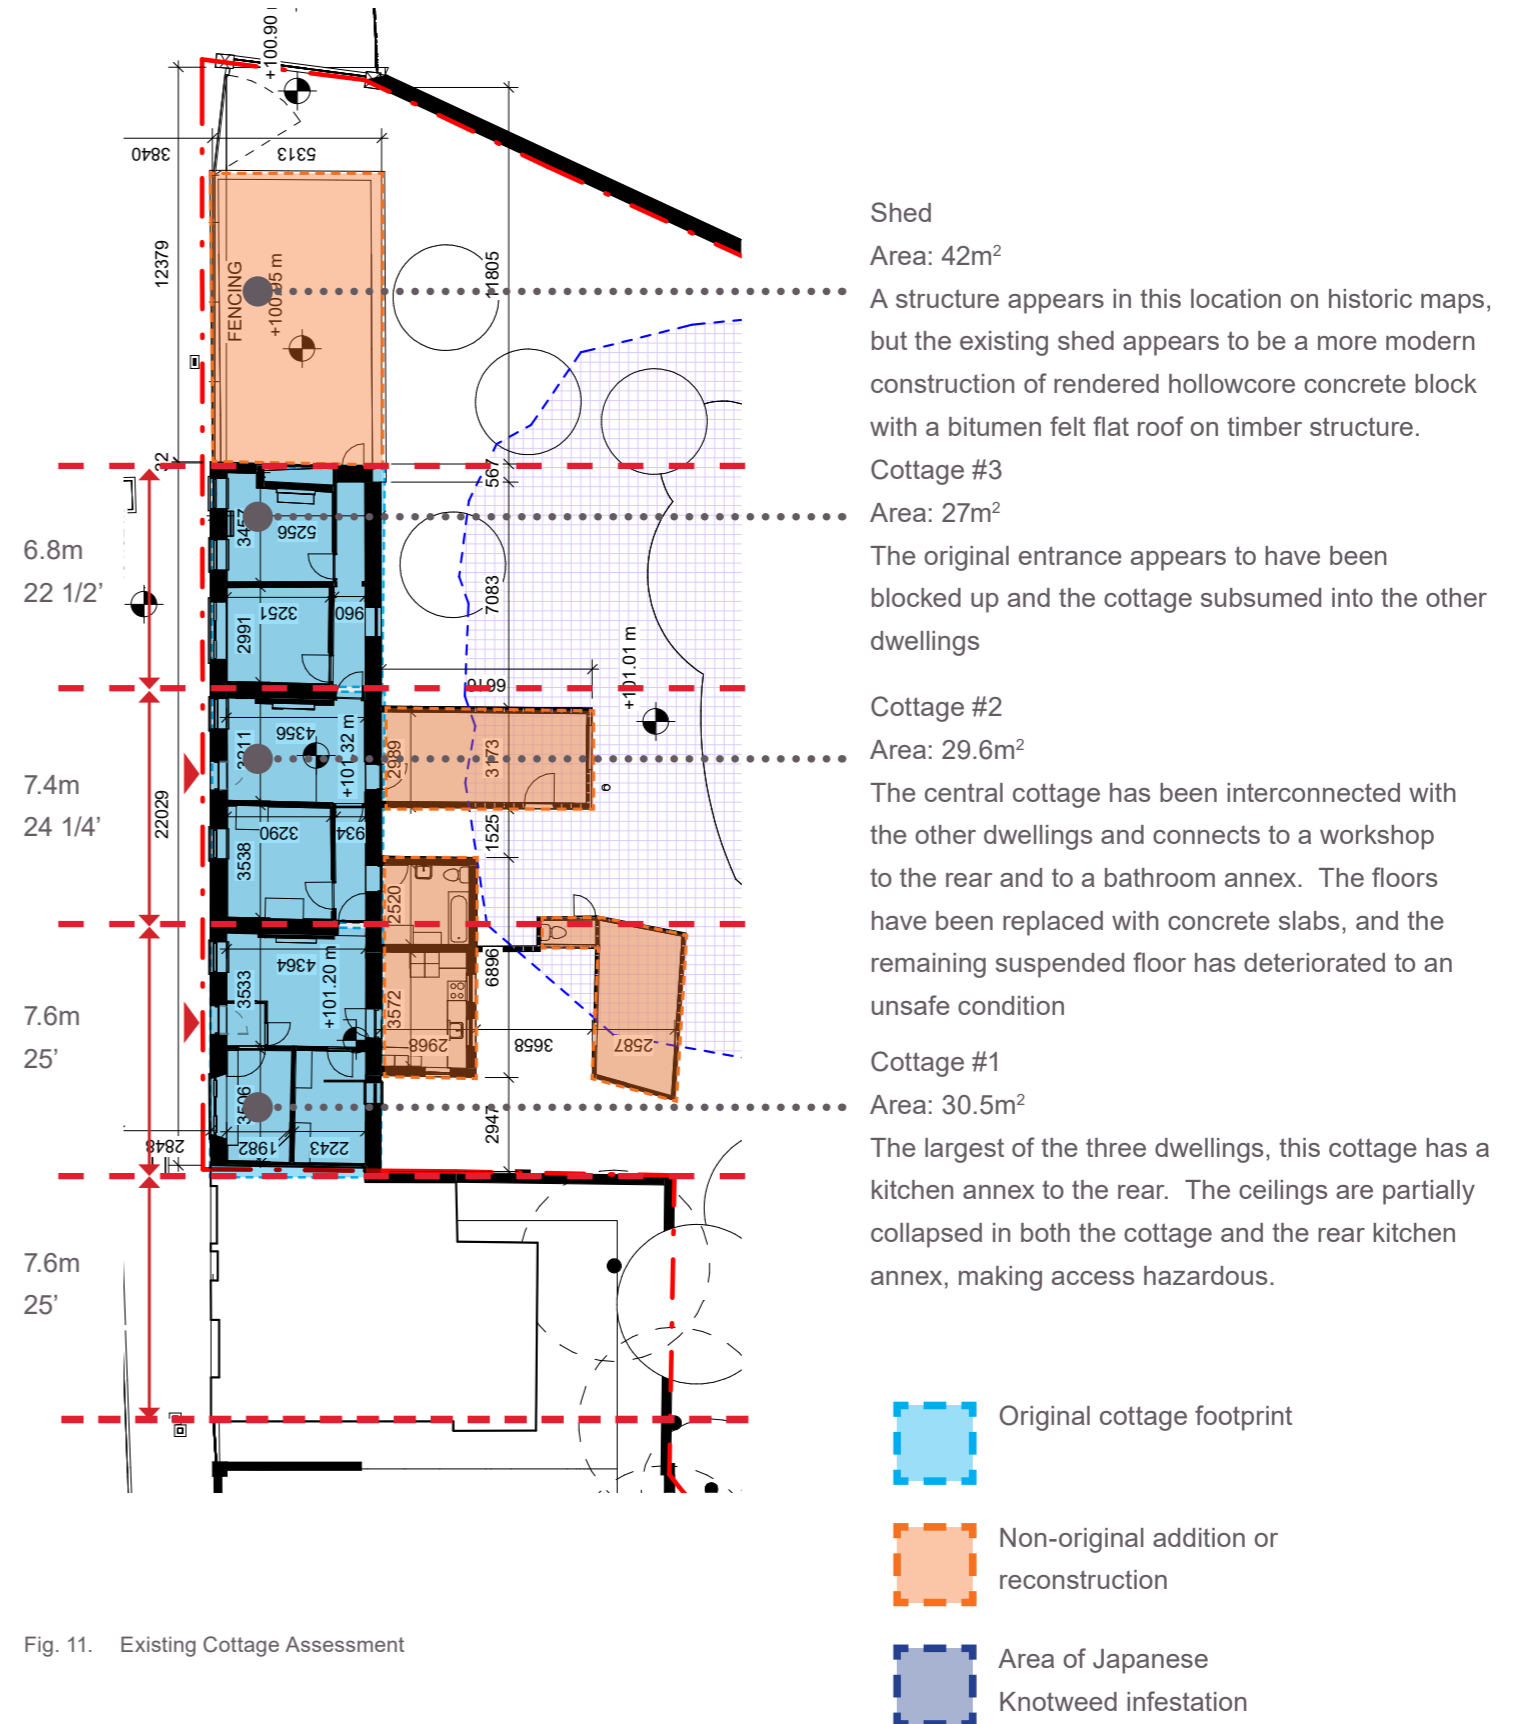 +100.90
3840
5313
12379
FENCING
+100.95 m
11805
Shed
Area: 42m²
A structure appears in this location on historic maps,
but the existing shed appears to be a more modern
construction of rendered hollowcore concrete block
with a bitumen felt flat roof on timber structure.
567
Cottage #3
Area: 27m²
The original entrance appears to have been
blocked up and the cottage subsumed into the other
dwellings
6.8m
22 1/2’
3457
5256
7083
2991
3251
960
+101.01 m
Cottage #2
Area: 29.6m²
The central cottage has been interconnected with
the other dwellings and connects to a workshop
to the rear and to a bathroom annex. The floors
have been replaced with concrete slabs, and the
remaining suspended floor has deteriorated to an
unsafe condition
7.4m
24 1/4’
22029
4356
+101.32 m
2989
3173
3538
3290
934
1525
2520
Cottage #1
Area: 30.5m²
The largest of the three dwellings, this cottage has a
kitchen annex to the rear. The ceilings are partially
collapsed in both the cottage and the rear kitchen
annex, making access hazardous.
7.6m
25’
3533
4364
+101.20 m
3572
2968
6896
3658
2587
3506
1982
2243
2947
2848
7.6m
25’
Original cottage footprint
Non-original addition or
reconstruction
Area of Japanese
Knotweed infestation
Fig. 11. Existing Cottage Assessment